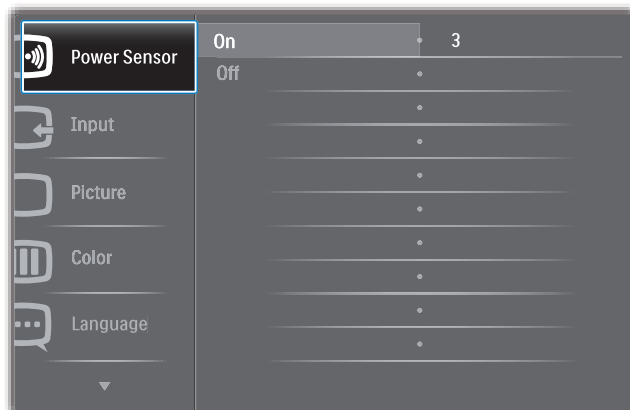 Power Sensor
On 3
Off
Input
Picture
Color
Language